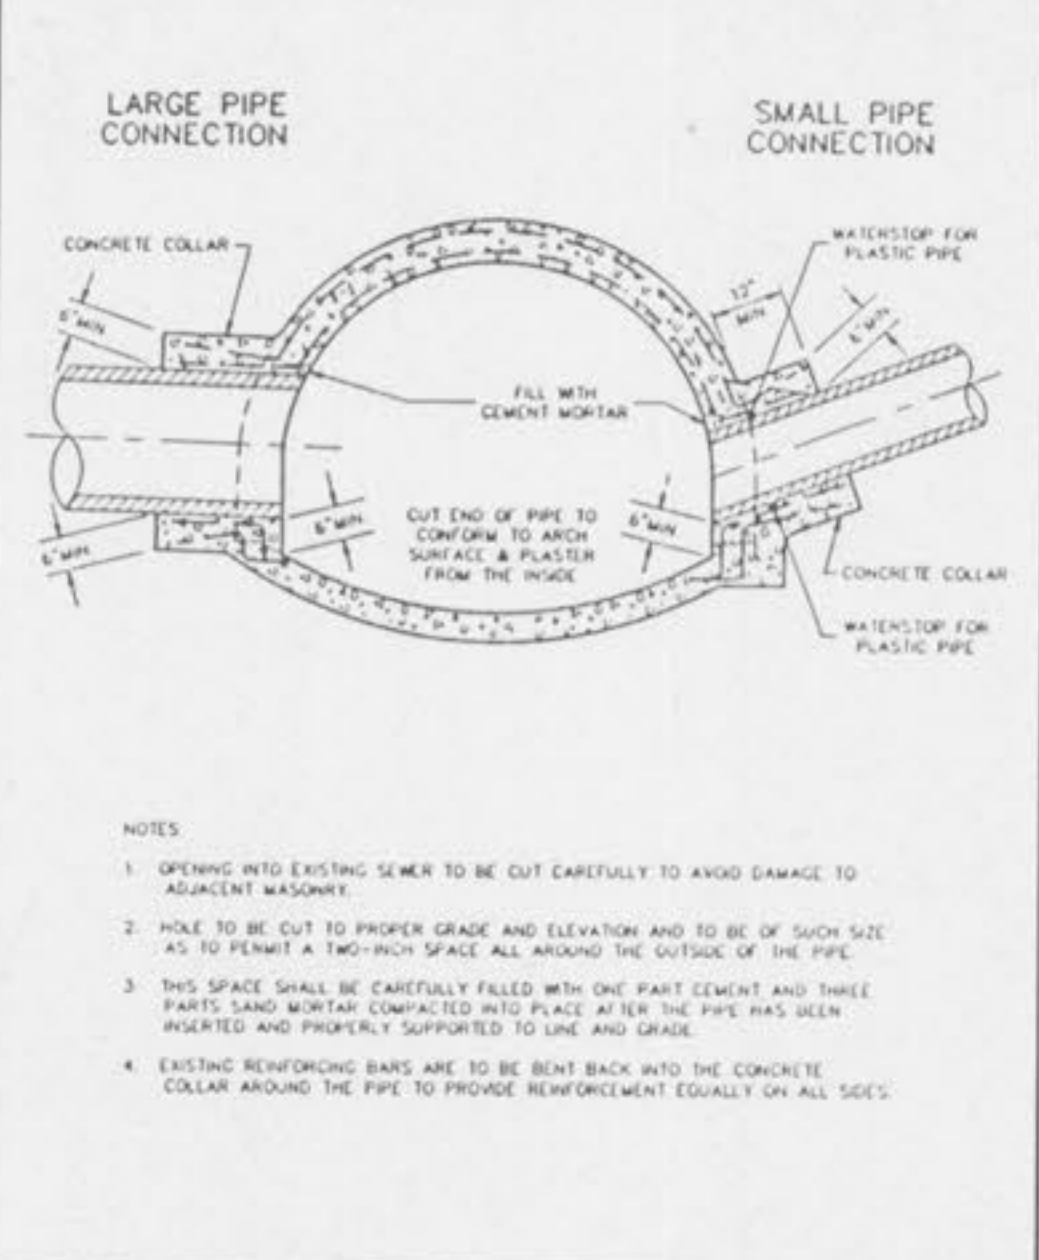 LARGE PIPE
CONNECTION
SMALL PIPE
CONNECTION
CONCRETE COLLAR
WATERSTOP FOR
PLASTIC PIPE
12"
MIN
6" MIN
6" MIN
FILL WITH
CEMENT MORTAR
6" MIN
CUT END OF PIPE TO
CONFORM TO ARCH
SURFACE & PLASTER
FROM THE INSIDE
6" MIN
6" MIN
CONCRETE COLLAR
WATERSTOP FOR
PLASTIC PIPE
NOTES
1. OPENING INTO EXISTING SEWER TO BE CUT CAREFULLY TO AVOID DAMAGE TO
ADJACENT MASONRY.
2. HOLE TO BE CUT TO PROPER GRADE AND ELEVATION AND TO BE OF SUCH SIZE
AS TO PERMIT A TWO-INCH SPACE ALL AROUND THE OUTSIDE OF THE PIPE.
3 THIS SPACE SHALL BE CAREFULLY FILLED WITH ONE PART CEMENT AND THREE
PARTS SAND MORTAR COMPACTED INTO PLACE AFTER THE PIPE HAS BEEN
INSERTED AND PROPERLY SUPPORTED TO LINE AND GRADE.
4. EXISTING REINFORCING BARS ARE TO BE BENT BACK INTO THE CONCRETE
COLLAR AROUND THE PIPE TO PROVIDE REINFORCEMENT EQUALLY ON ALL SIDES.